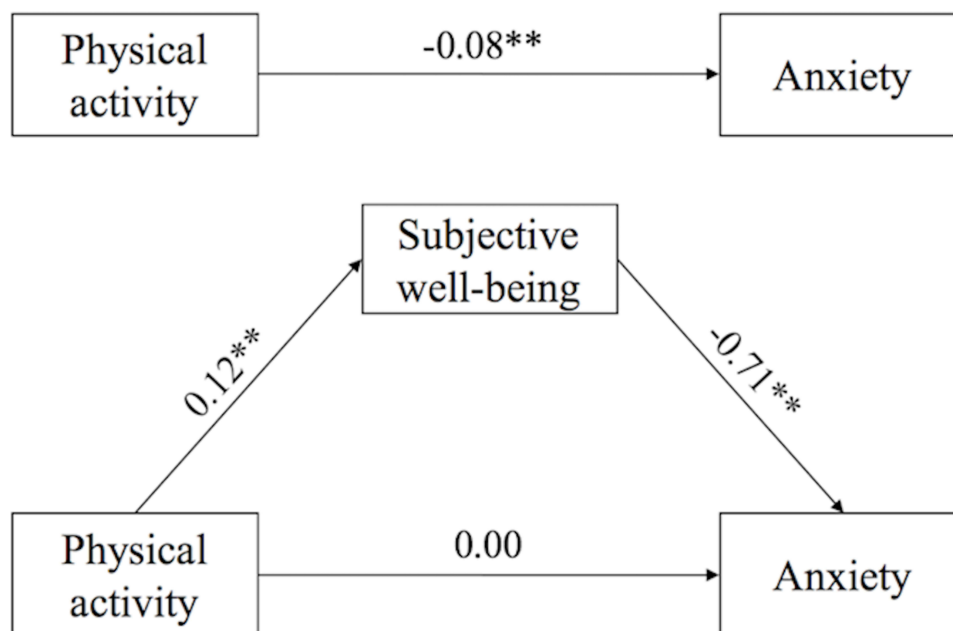 Physical
activity
-0.08**
Anxiety
Subjective
well-being
0.12**
-0.71**
Physical
activity
0.00
Anxiety